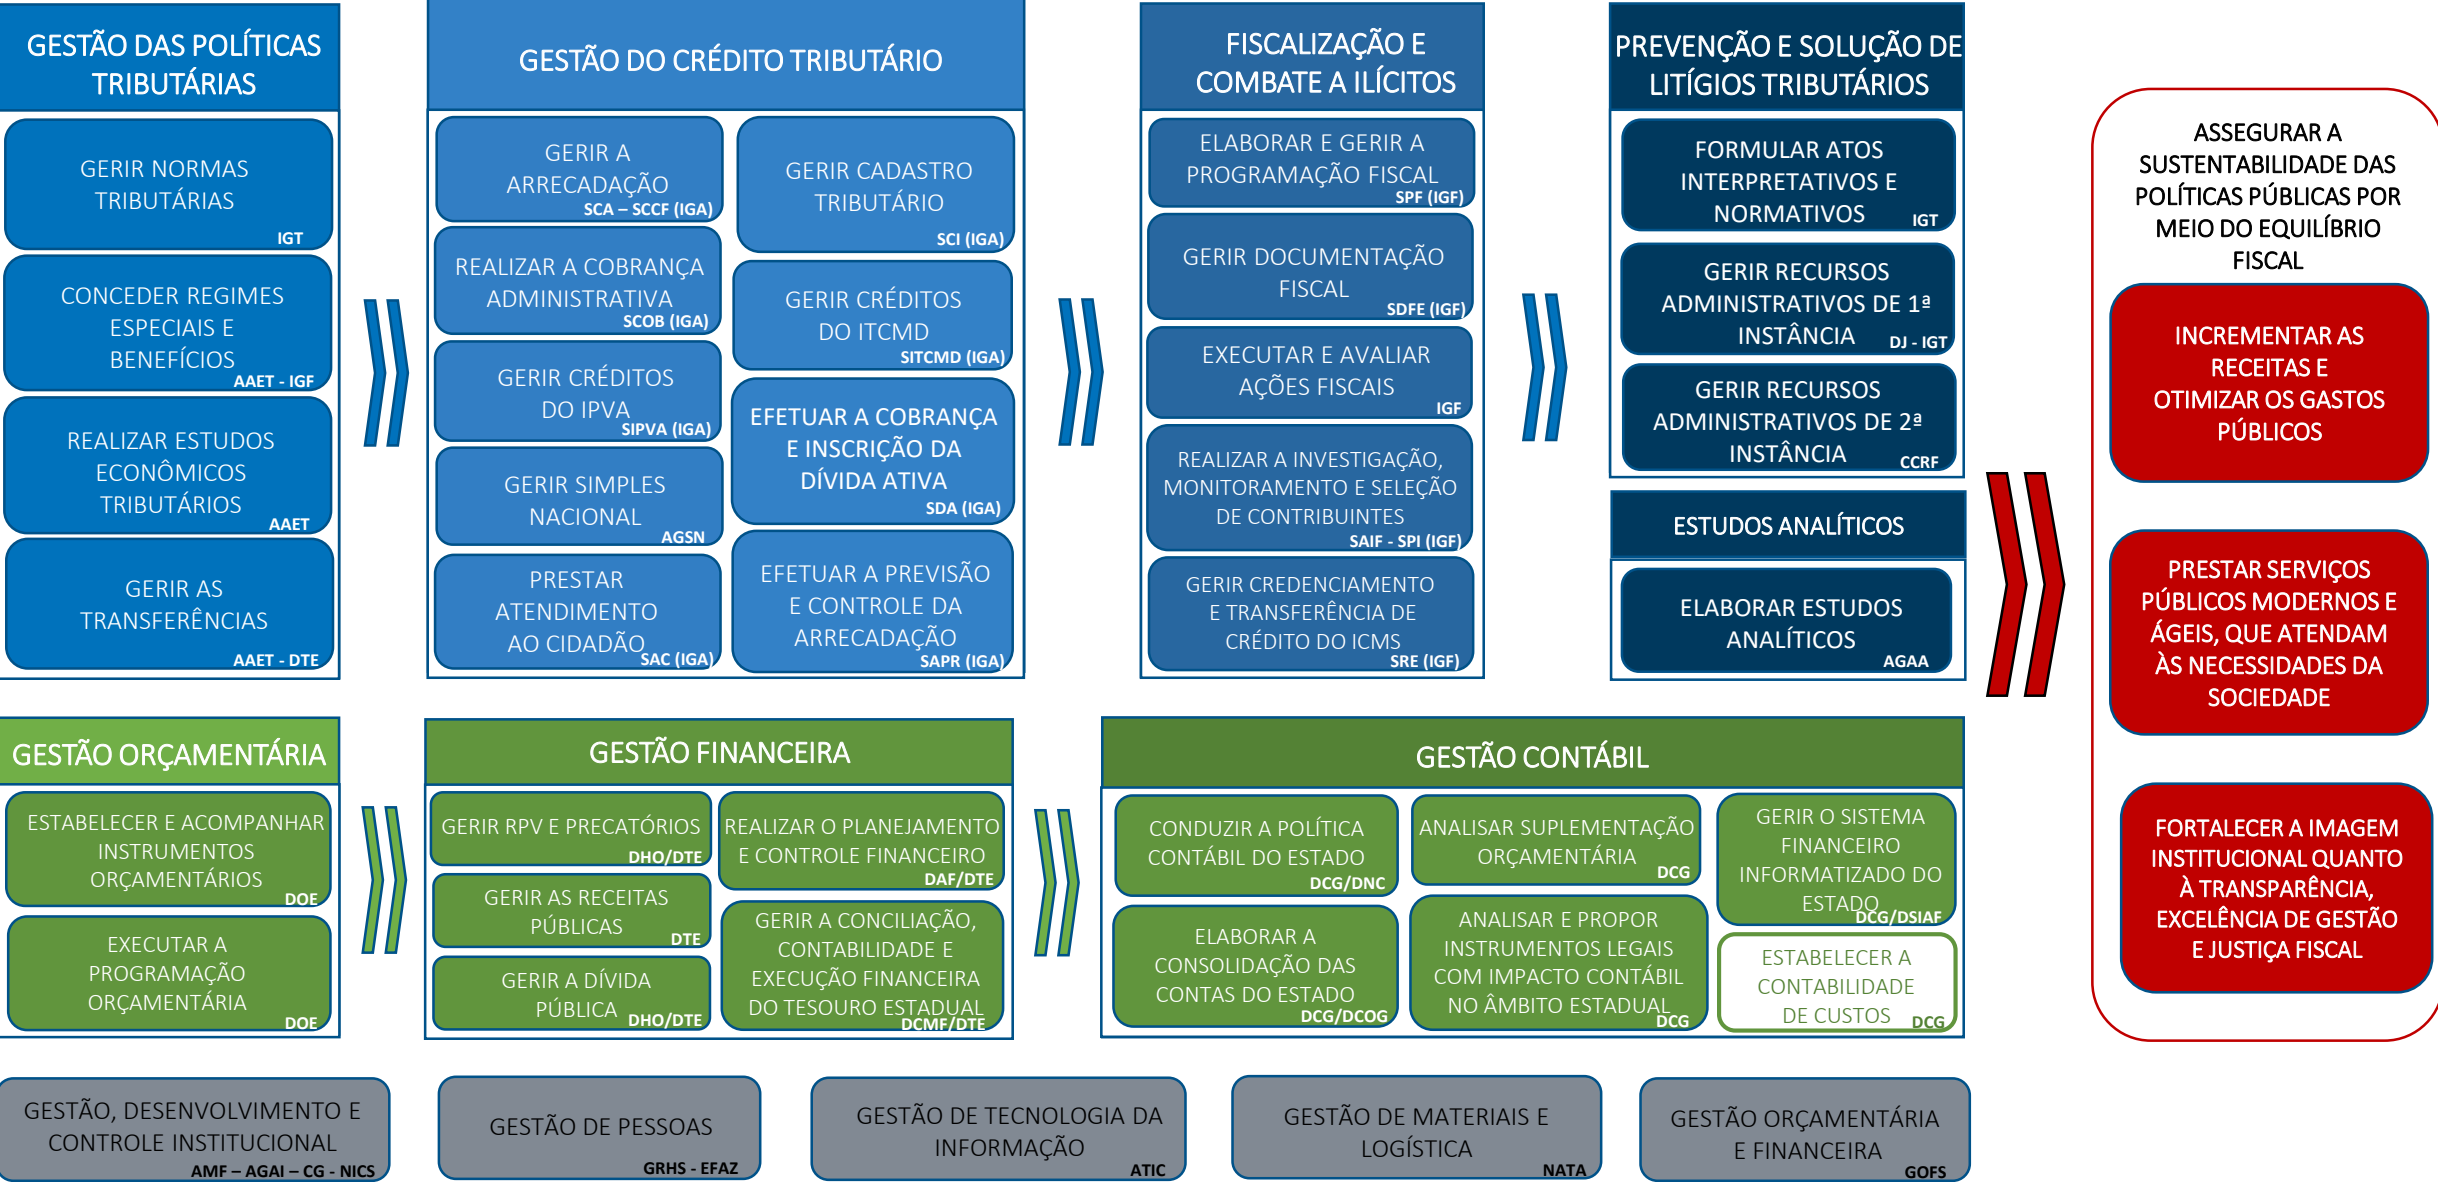 GESTÃO DAS POLÍTICAS
TRIBUTÁRIAS
GERIR NORMAS
TRIBUTÁRIAS
IGT
CONCEDER REGIMES
ESPECIAIS E
BENEFÍCIOS
AAET - IGF
REALIZAR ESTUDOS
ECONÔMICOS
TRIBUTÁRIOS
AAET
GERIR AS
TRANSFERÊNCIAS
AAET - DTE
GESTÃO DO CRÉDITO TRIBUTÁRIO
GERIR A
ARRECADAÇÃO
SCA – SCCF (IGA)
REALIZAR A COBRANÇA
ADMINISTRATIVA
SCOB (IGA)
GERIR CRÉDITOS
DO IPVA
SIPVA (IGA)
GERIR SIMPLES
NACIONAL
AGSN
PRESTAR
ATENDIMENTO
AO CIDADÃO
SAC (IGA)
GERIR CADASTRO
TRIBUTÁRIO
SCI (IGA)
GERIR CRÉDITOS
DO ITCMD
SITCMD (IGA)
EFETUAR A COBRANÇA
E INSCRIÇÃO DA
DÍVIDA ATIVA
SDA (IGA)
EFETUAR A PREVISÃO
E CONTROLE DA
ARRECADAÇÃO
SAPR (IGA)
FISCALIZAÇÃO E
COMBATE A ILÍCITOS
ELABORAR E GERIR A
PROGRAMAÇÃO FISCAL
SPF (IGF)
GERIR DOCUMENTAÇÃO
FISCAL
SDFE (IGF)
EXECUTAR E AVALIAR
AÇÕES FISCAIS
IGF
REALIZAR A INVESTIGAÇÃO,
MONITORAMENTO E SELEÇÃO
DE CONTRIBUINTES
SAIF - SPI (IGF)
GERIR CREDENCIAMENTO
E TRANSFERÊNCIA DE
CRÉDITO DO ICMS
SRE (IGF)
PREVENÇÃO E SOLUÇÃO DE
LITÍGIOS TRIBUTÁRIOS
FORMULAR ATOS
INTERPRETATIVOS E
NORMATIVOS
IGT
GERIR RECURSOS
ADMINISTRATIVOS DE 1ª
INSTÂNCIA
DJ - IGT
GERIR RECURSOS
ADMINISTRATIVOS DE 2ª
INSTÂNCIA
CCRF
ESTUDOS ANALÍTICOS
ELABORAR ESTUDOS
ANALÍTICOS
AGAA
ASSEGURAR A
SUSTENTABILIDADE DAS
POLÍTICAS PÚBLICAS POR
MEIO DO EQUILÍBRIO
FISCAL
INCREMENTAR AS
RECEITAS E
OTIMIZAR OS GASTOS
PÚBLICOS
PRESTAR SERVIÇOS
PÚBLICOS MODERNOS E
ÁGEIS, QUE ATENDAM
ÀS NECESSIDADES DA
SOCIEDADE
FORTALECER A IMAGEM
INSTITUCIONAL QUANTO
À TRANSPARÊNCIA,
EXCELÊNCIA DE GESTÃO
E JUSTIÇA FISCAL
GESTÃO ORÇAMENTÁRIA
ESTABELECER E ACOMPANHAR
INSTRUMENTOS
ORÇAMENTÁRIOS
DOE
EXECUTAR A
PROGRAMAÇÃO
ORÇAMENTÁRIA
DOE
GESTÃO FINANCEIRA
GERIR RPV E PRECATÓRIOS
DHO/DTE
GERIR AS RECEITAS
PÚBLICAS
DTE
GERIR A DÍVIDA
PÚBLICA
DHO/DTE
REALIZAR O PLANEJAMENTO
E CONTROLE FINANCEIRO
DAF/DTE
GERIR A CONCILIAÇÃO,
CONTABILIDADE E
EXECUÇÃO FINANCEIRA
DO TESOURO ESTADUAL
DCMF/DTE
GESTÃO CONTÁBIL
CONDUZIR A POLÍTICA
CONTÁBIL DO ESTADO
DCG/DNC
ELABORAR A
CONSOLIDAÇÃO DAS
CONTAS DO ESTADO
DCG/DCOG
ANALISAR SUPLEMENTAÇÃO
ORÇAMENTÁRIA
DCG
ANALISAR E PROPOR
INSTRUMENTOS LEGAIS
COM IMPACTO CONTÁBIL
NO ÂMBITO ESTADUAL
DCG
GERIR O SISTEMA
FINANCEIRO
INFORMATIZADO DO
ESTADO
DCG/DSIAF
ESTABELECER A
CONTABILIDADE
DE CUSTOS
DCG
GESTÃO, DESENVOLVIMENTO E
CONTROLE INSTITUCIONAL
AMF – AGAI – CG - NICS
GESTÃO DE PESSOAS
GRHS - EFAZ
GESTÃO DE TECNOLOGIA DA
INFORMAÇÃO
ATIC
GESTÃO DE MATERIAIS E
LOGÍSTICA
NATA
GESTÃO ORÇAMENTÁRIA
E FINANCEIRA
GOFS